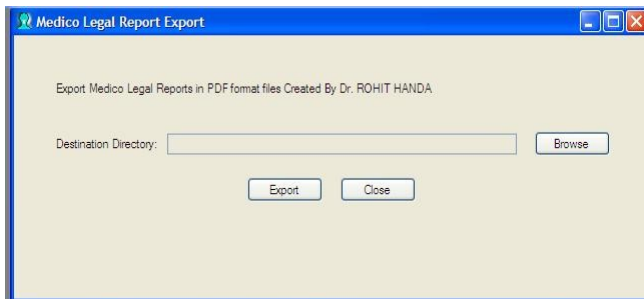 Medico Legal Report Export
Export Medico Legal Reports in PDF format files Created By Dr. ROHIT HANDA
Destination Directory:
Browse
Export
Close